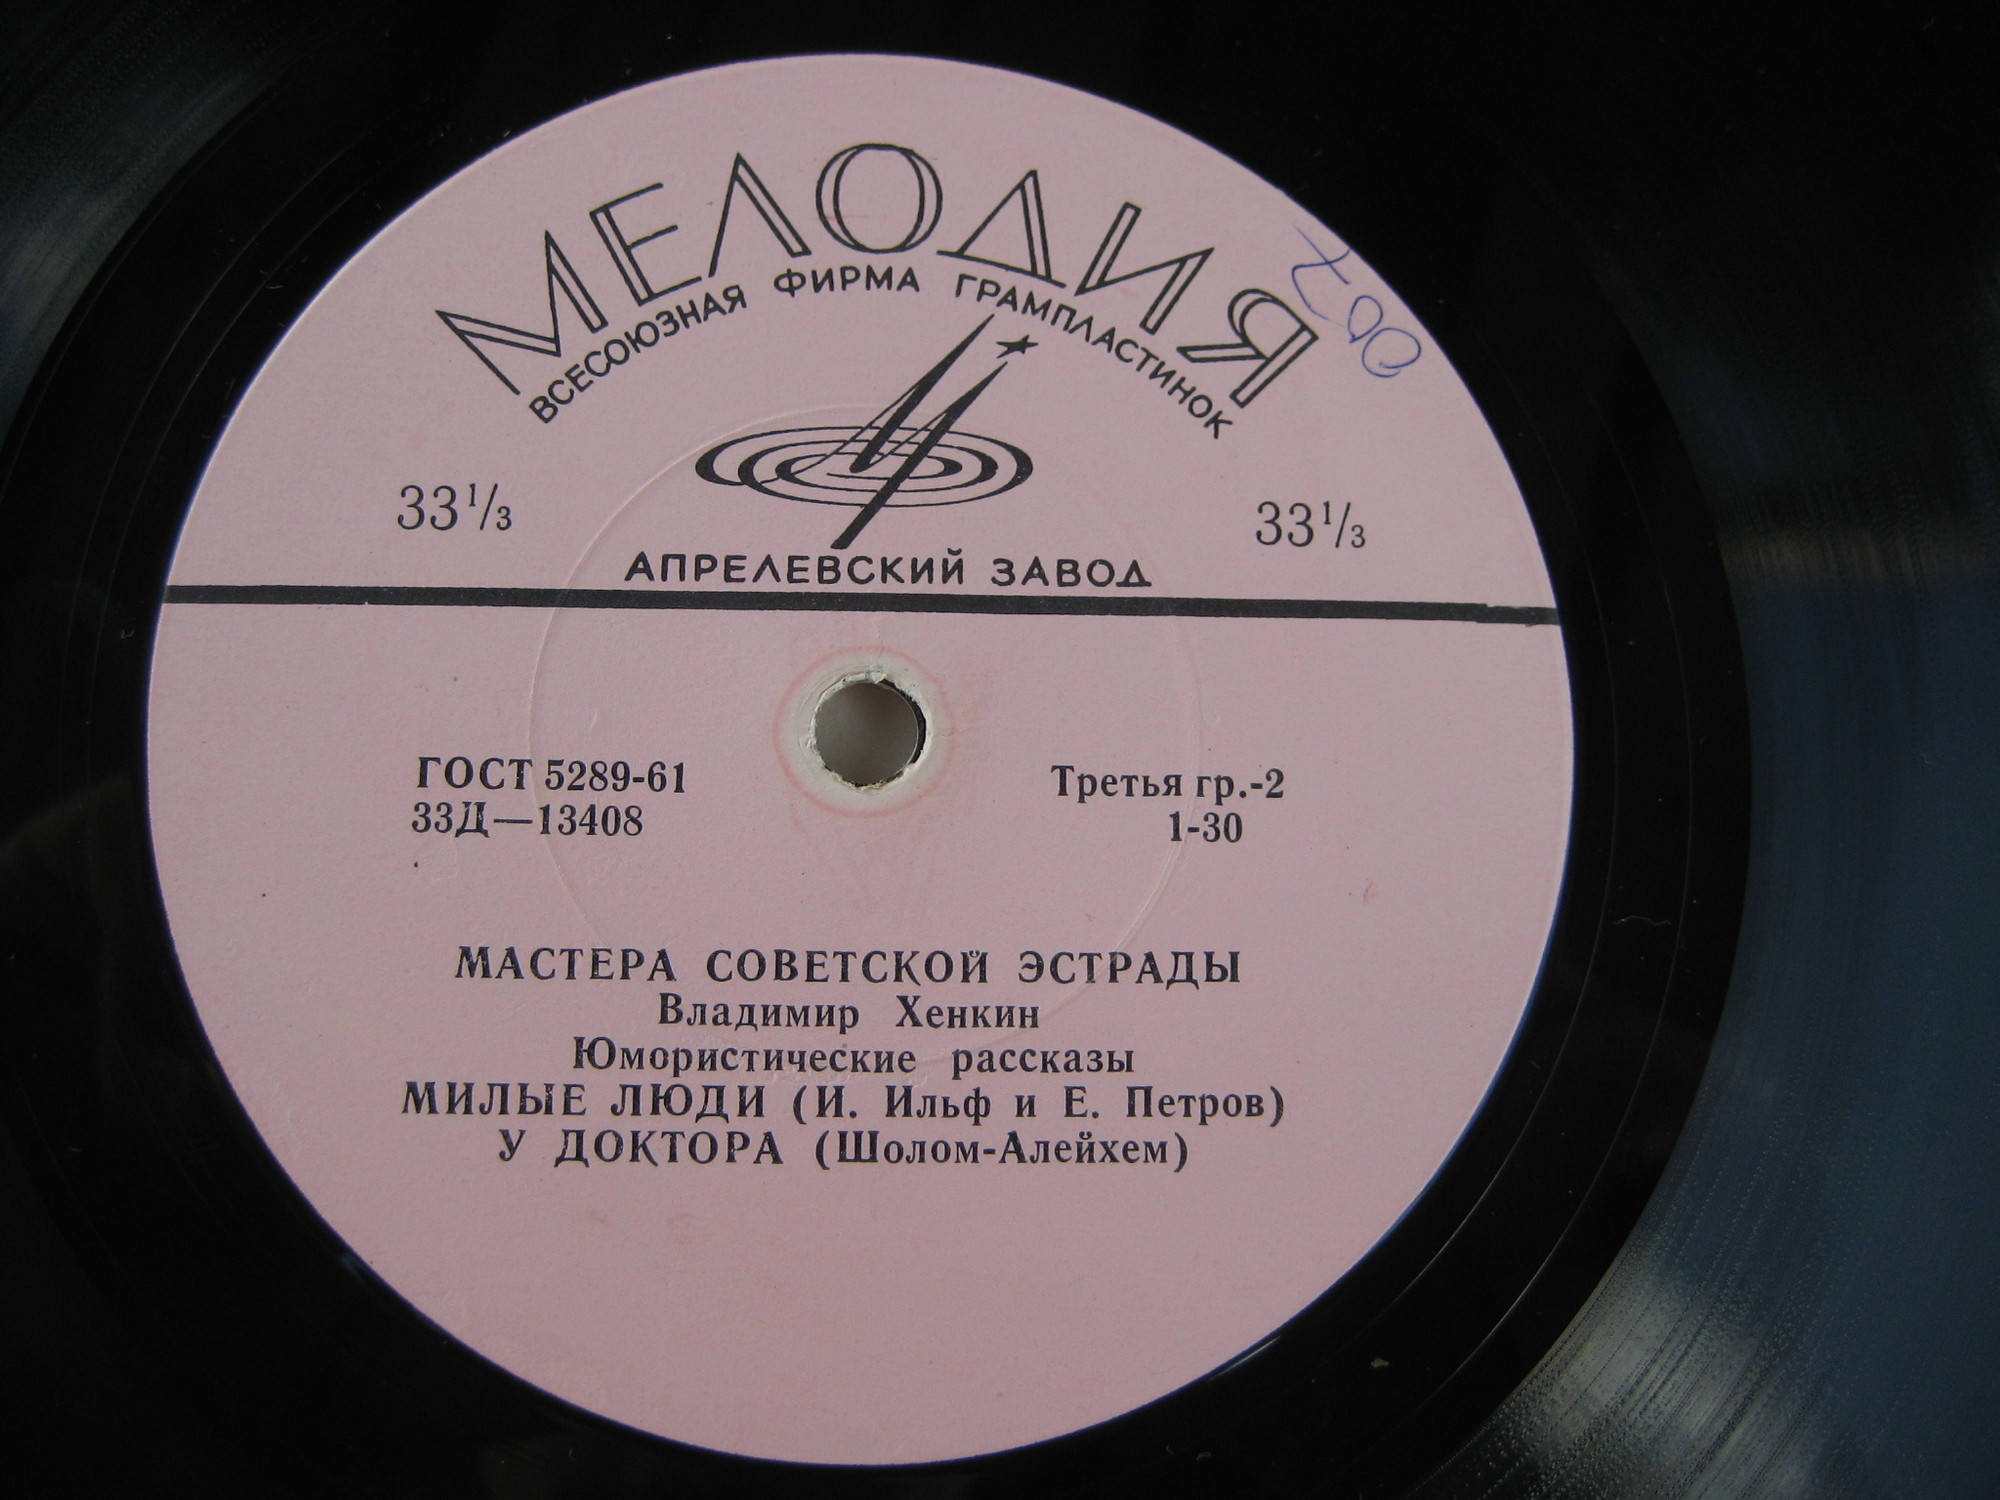 МЕЛОДИЯ
ВСЕСОЮЗНАЯ ФИРМА ГРАМПЛАСТИНОК
33 1/3 33 1/3
АПРЕЛЕВСКИЙ ЗАВОД
ГОСТ 5289-61 Третья гр.-2
33Д—13408 1-30
МАСТЕРА СОВЕТСКОЙ ЭСТРАДЫ
Владимир Хенкин
Юмористические рассказы
МИЛЫЕ ЛЮДИ (И. Ильф и Е. Петров)
У ДОКТОРА (Шолом-Алейхем)